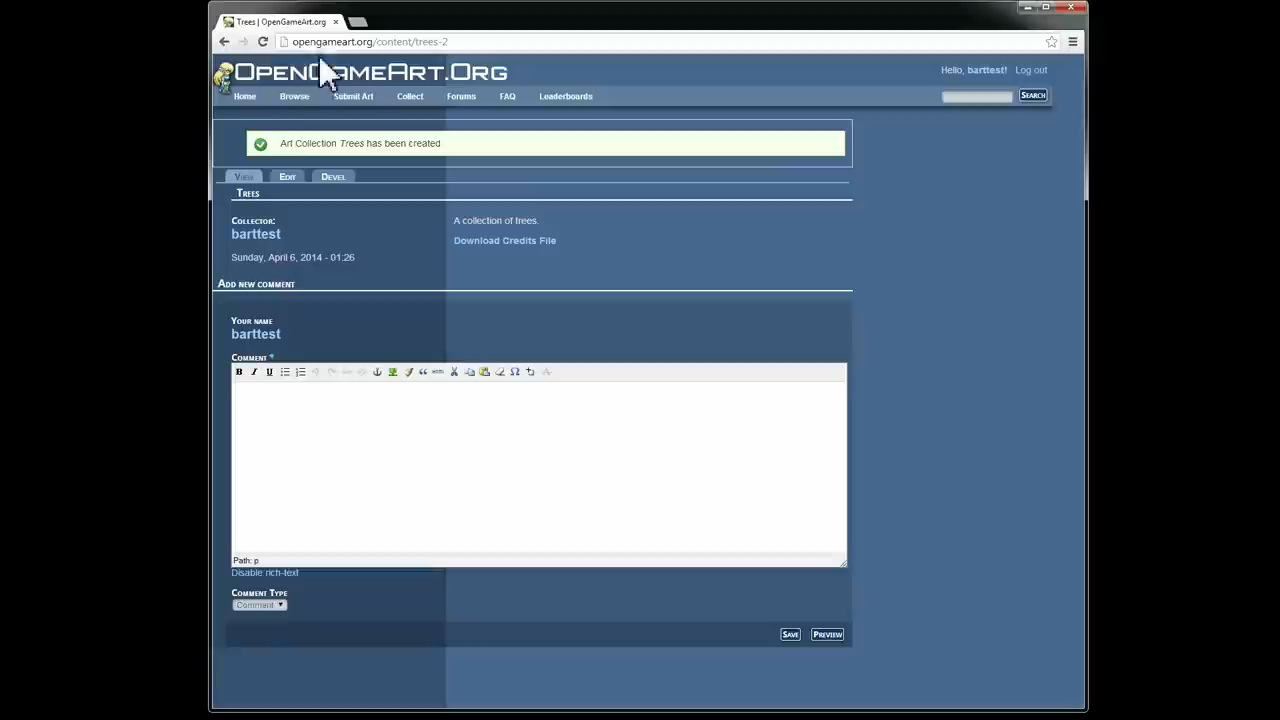 Trees | OpenGameArt.org
opengameart.org/content/trees-2
OpenGameArt.Org
Hello, barttest! Log out
Home Browse Submit Art Collect Forums FAQ Leaderboards
Search
Art Collection Trees has been created
View Edit Devel
Trees
Collector:
barttest
Sunday, April 6, 2014 - 01:26
A collection of trees.
Download Credits File
Add new comment
Your name
barttest
Comment *
B I U HTML
Path: p
Disable rich-text
Comment Type
Comment
Save Preview